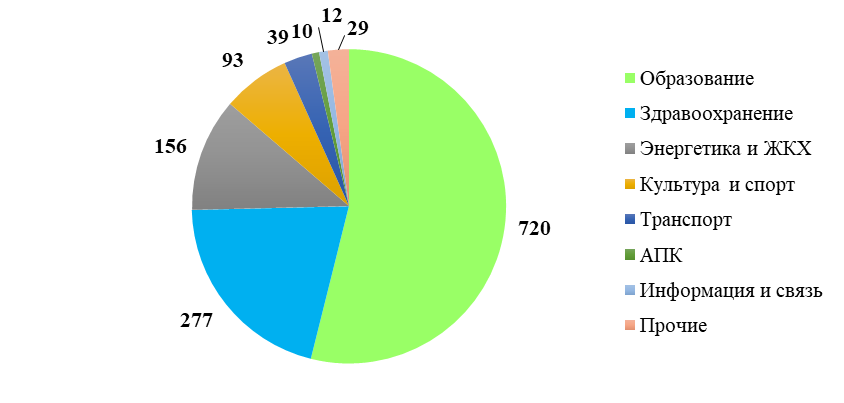 12
39 10
29
93
156
720
277
Образование
Здравоохранение
Энергетика и ЖКХ
Культура и спорт
Транспорт
АПК
Информация и связь
Прочие